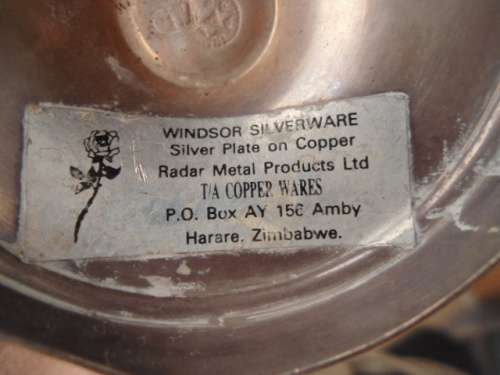 WINDSOR SILVERWARE
Silver Plate on Copper
Radar Metal Products Ltd
T/A COPPER WARES
P.O. Box AY 156 Amby
Harare. Zimbabwe.